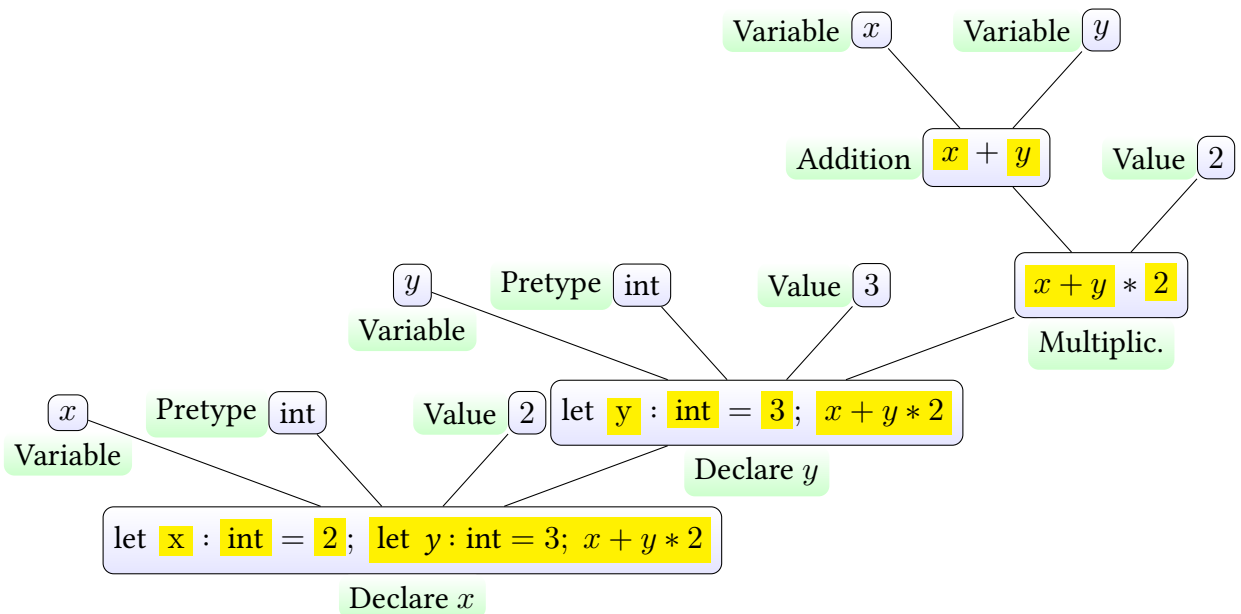 Variable x Variable y
Addition x + y Value 2
y Pretype int Value 3 x + y * 2
Variable Multiplic.
x Pretype int Value 2 let y : int = 3; x + y * 2
Variable Declare y
let x : int = 2; let y : int = 3; x + y * 2
Declare x